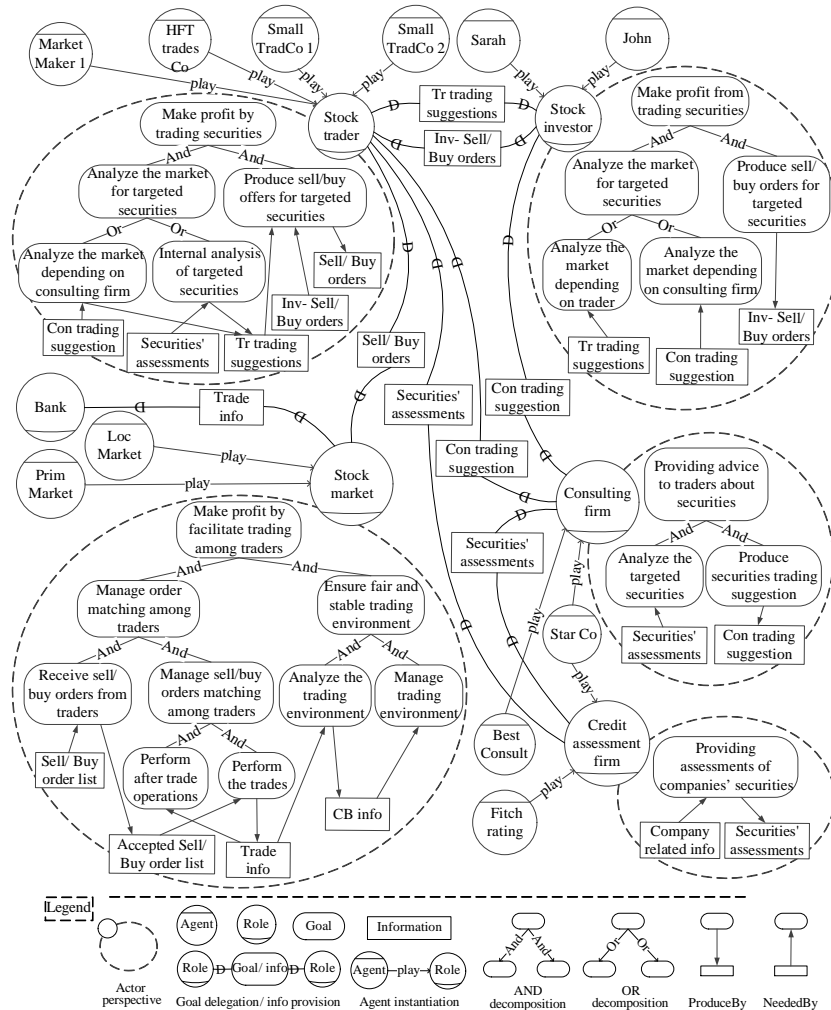 Market
Maker 1
HFT
trades
Co
Small
TradCo 1
Small
TradCo 2
Sarah
John
play
play
play
play
play
play
Stock
trader
D
Tr trading
suggestions
D
D
Inv- Sell/
Buy orders
D
Stock
investor
Make profit by
trading securities
And
And
Analyze the market
for targeted
securities
Produce sell/buy
offers for targeted
securities
Or
Or
Analyze the market
depending on
consulting firm
Internal analysis
of targeted
securities
Sell/ Buy
orders
Inv- Sell/
Buy orders
Con trading
suggestion
Securities'
assessments
Tr trading
suggestions
Make profit from
trading securities
And
And
Analyze the
market for targeted
securities
Produce sell/
buy orders for
targeted
securities
Or
Or
Analyze the
market
depending on
trader
Analyze the
market depending
on consulting firm
Inv- Sell/
Buy orders
Tr trading
suggestions
Con trading
suggestion
D
D
D
D
Sell/ Buy
orders
Securities'
assessments
Con trading
suggestion
Con trading
suggestion
D
D
D
Bank
D
Trade
info
D
Loc
Market
play
Prim
Market
play
Stock
market
Consulting
firm
D
Securities'
assessments
D
D
Providing advice
to traders about
securities
And
And
Analyze the
targeted
securities
Produce
securities trading
suggestion
Securities'
assessments
Con trading
suggestion
Make profit by
facilitate trading
among traders
And
And
Manage order
matching among
traders
Ensure fair and
stable trading
environment
And
And
And
And
Receive sell/
buy orders from
traders
Manage sell/buy
orders matching
among traders
Analyze the
trading
environment
Manage
trading
environment
And
And
Sell/ Buy
order list
Perform
after trade
operations
Perform
the trades
CB info
Accepted Sell/
Buy order list
Trade
info
play
play
Star Co
play
Best
Consult
Fitch
rating
play
Credit
assessment
firm
Providing
assessments of
companies’ securities
Company
related info
Securities'
assessments
Legend
Actor
perspective
Agent
Role
Goal
Information
Role
D
Goal/ info
D
Role
Goal delegation/ info provision
Agent
play
Role
Agent instantiation
And
And
AND
decomposition
Or
Or
OR
decomposition
ProduceBy
NeededBy